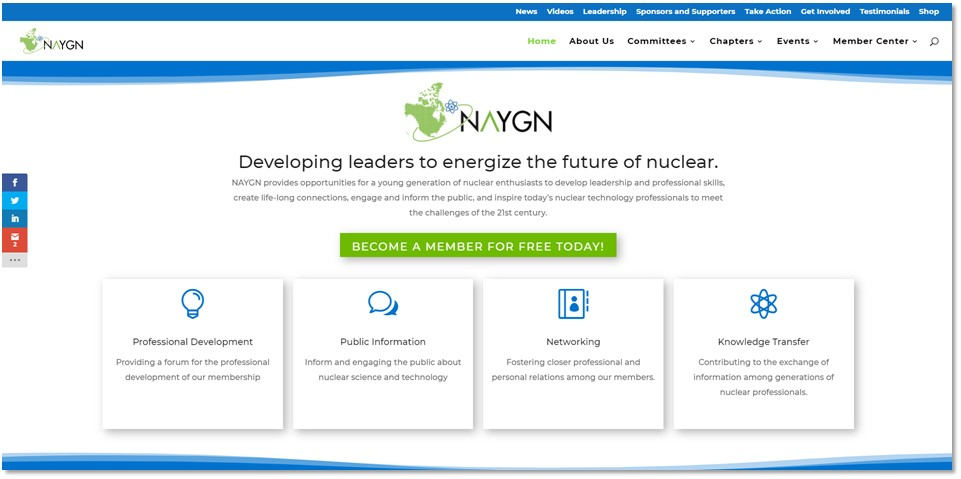 News Videos Leadership Sponsors and Supporters Take Action Get Involved Testimonials Shop
NAYGN
Home About Us Committees Chapters Events Member Center
NAYGN
Developing leaders to energize the future of nuclear.
NAYGN provides opportunities for a young generation of nuclear enthusiasts to develop leadership and professional skills,
create life-long connections, engage and inform the public, and inspire today's nuclear technology professionals to meet
the challenges of the 21st century.
BECOME A MEMBER FOR FREE TODAY!
f
in
2
Professional Development
Providing a forum for the professional
development of our membership
Public Information
Inform and engaging the public about
nuclear science and technology
Networking
Fostering closer professional and
personal relations among our members.
Knowledge Transfer
Contributing to the exchange of
information among generations of
nuclear professionals.